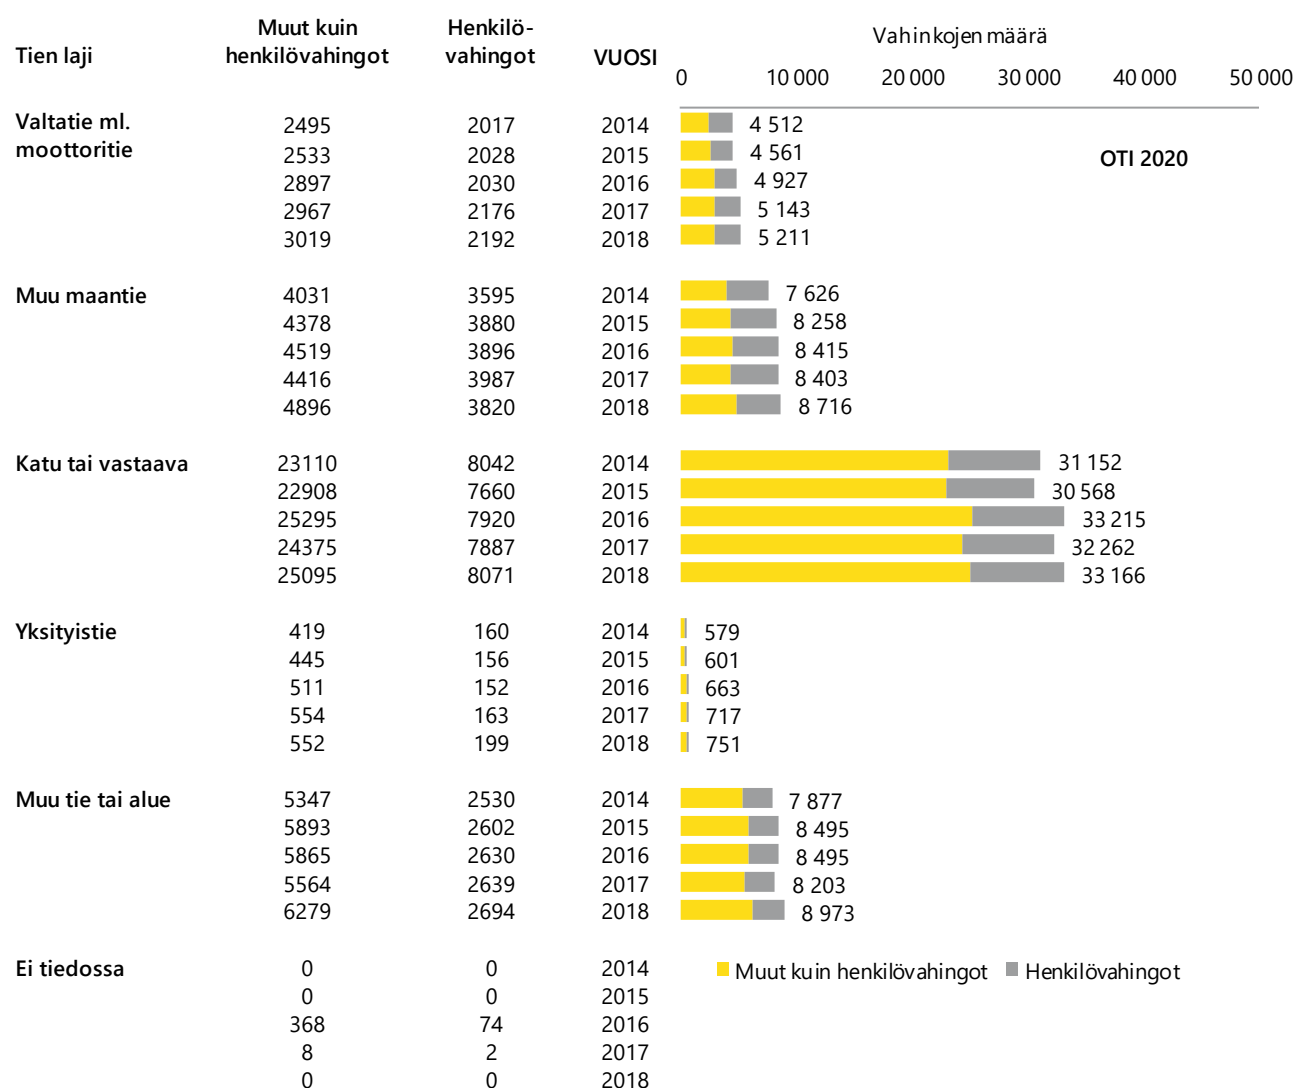 Tien laji
Muut kuin henkilövahingot
Henkilö-vahingot
VUOSI
Vahinkojen määrä
0 10 000 20 000 30 000 40 000 50 000
OTI 2020
Valtatie ml. moottoritie
2495 2017 2014 4 512
2533 2028 2015 4 561
2897 2030 2016 4 927
2967 2176 2017 5 143
3019 2192 2018 5 211
Muu maantie
4031 3595 2014 7 626
4378 3880 2015 8 258
4519 3896 2016 8 415
4416 3987 2017 8 403
4896 3820 2018 8 716
Katu tai vastaava
23110 8042 2014 31 152
22908 7660 2015 30 568
25295 7920 2016 33 215
24375 7887 2017 32 262
25095 8071 2018 33 166
Yksityistie
419 160 2014 579
445 156 2015 601
511 152 2016 663
554 163 2017 717
552 199 2018 751
Muu tie tai alue
5347 2530 2014 7 877
5893 2602 2015 8 495
5865 2630 2016 8 495
5564 2639 2017 8 203
6279 2694 2018 8 973
Ei tiedossa
0 0 2014
0 0 2015
368 74 2016
8 2 2017
0 0 2018
Muut kuin henkilövahingot
Henkilövahingot